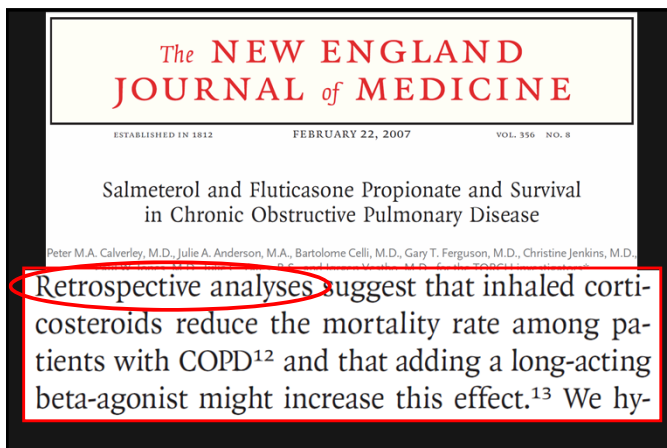 The NEW ENGLAND
JOURNAL of MEDICINE
ESTABLISHED IN 1812 FEBRUARY 22, 2007 VOL. 356 NO. 8
Salmeterol and Fluticasone Propionate and Survival
in Chronic Obstructive Pulmonary Disease
Peter M.A. Calverley, M.D., Julie A. Anderson, M.A., Bartolome Celli, M.D., Gary T. Ferguson, M.D., Christine Jenkins, M.D.,
Retrospective analyses suggest that inhaled corti-
costeroids reduce the mortality rate among pa-
tients with COPD¹² and that adding a long-acting
beta-agonist might increase this effect.¹³ We hy-